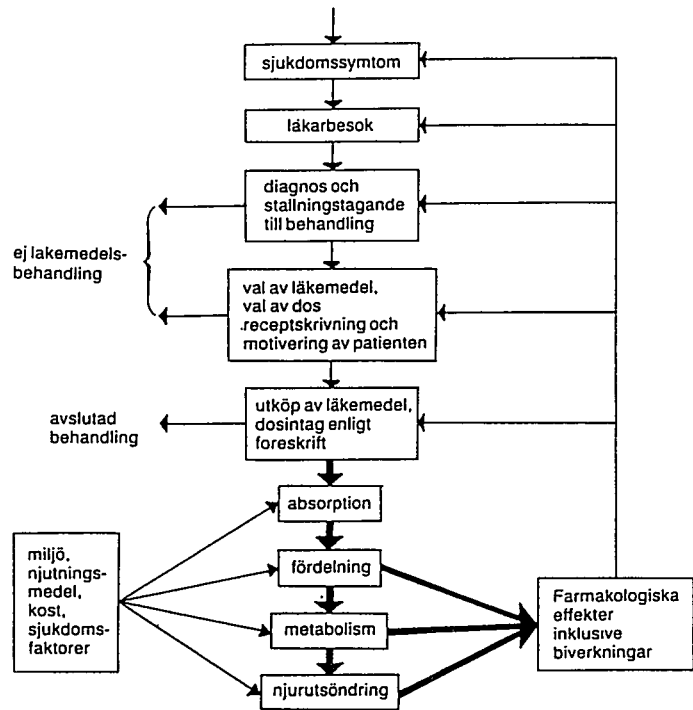 sjukdomssymtom
läkarbesok
diagnos och
stallningstagande
till behandling
ej lakemedels-
behandling
val av läkemedel,
val av dos
receptskrivning och
motivering av patienten
avslutad
behandling
utköp av läkemedel,
dosintag enligt
foreskrift
absorption
miljö,
njutnings-
medel,
kost,
sjukdoms-
faktorer
fördelning
metabolism
njurutsöndring
Farmakologiska
effekter
inklusive
biverkningar